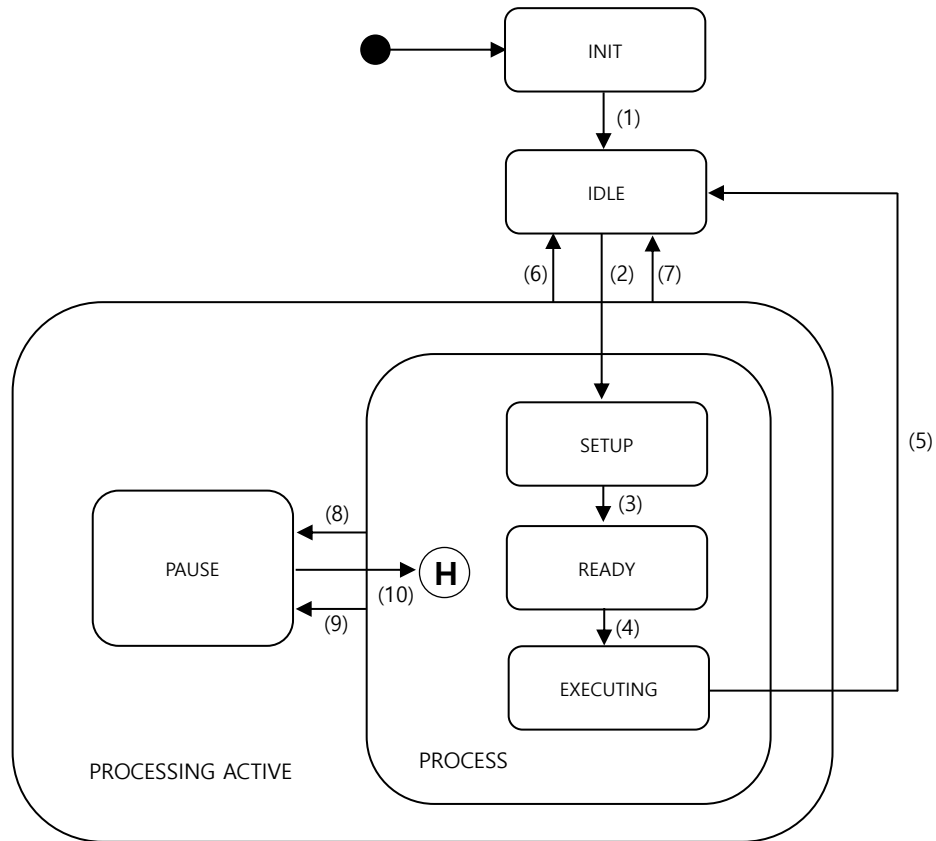 INIT
(1)
IDLE
(6)
(2)
(7)
SETUP
(5)
(3)
(8)
PAUSE
H
READY
(10)
(9)
(4)
EXECUTING
PROCESS
PROCESSING ACTIVE